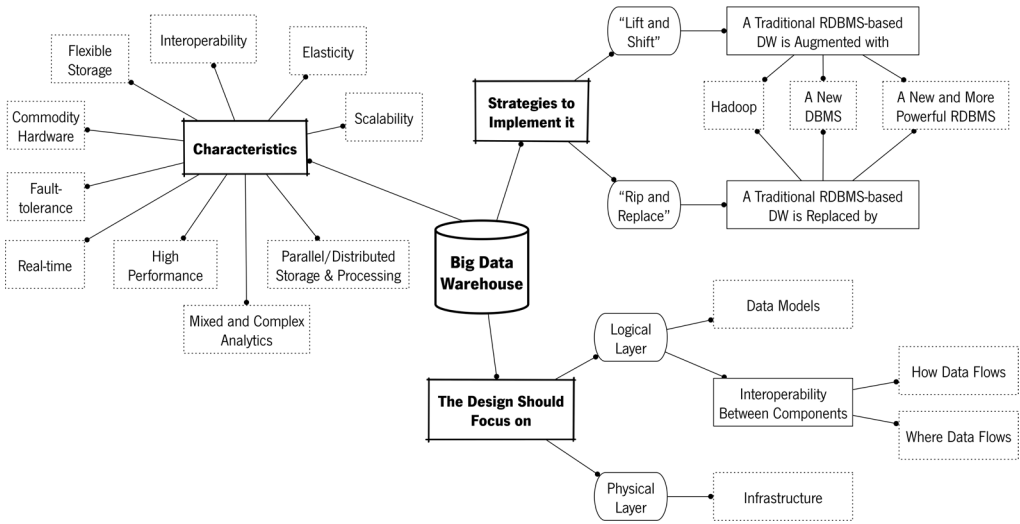 Flexible
Storage
Interoperability
Elasticity
Commodity
Hardware
Scalability
Characteristics
Fault-
tolerance
Real-time
High
Performance
Parallel/Distributed
Storage & Processing
Mixed and Complex
Analytics
Big Data
Warehouse
Strategies to
Implement it
“Lift and
Shift”
A Traditional RDBMS-based
DW is Augmented with
Hadoop
A New
DBMS
A New and More
Powerful RDBMS
“Rip and
Replace”
A Traditional RDBMS-based
DW is Replaced by
The Design Should
Focus on
Logical
Layer
Data Models
Interoperability
Between Components
How Data Flows
Where Data Flows
Physical
Layer
Infrastructure